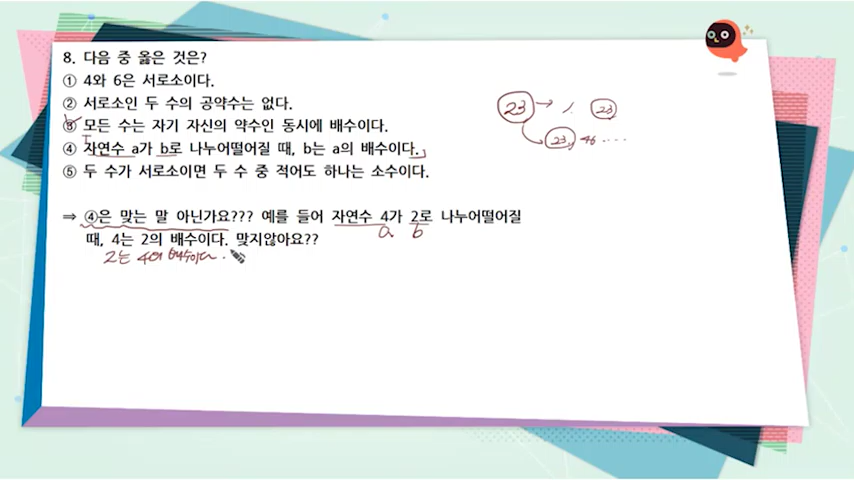 8. 다음 중 옳은 것은?
① 4와 6은 서로소이다.
② 서로소인 두 수의 공약수는 없다.
③ 모든 수는 자기 자신의 약수인 동시에 배수이다.
④ 자연수 a가 b로 나누어떨어질 때, b는 a의 배수이다.
⑤ 두 수가 서로소이면 두 수 중 적어도 하나는 소수이다.
23 → 1. 23
23, 46 ....
⇒ ④은 맞는 말 아닌가요??? 예를 들어 자연수 4가 2로 나누어떨어질
때, 4는 2의 배수이다. 맞지않아요??
a b
2는 4의 배수이다.